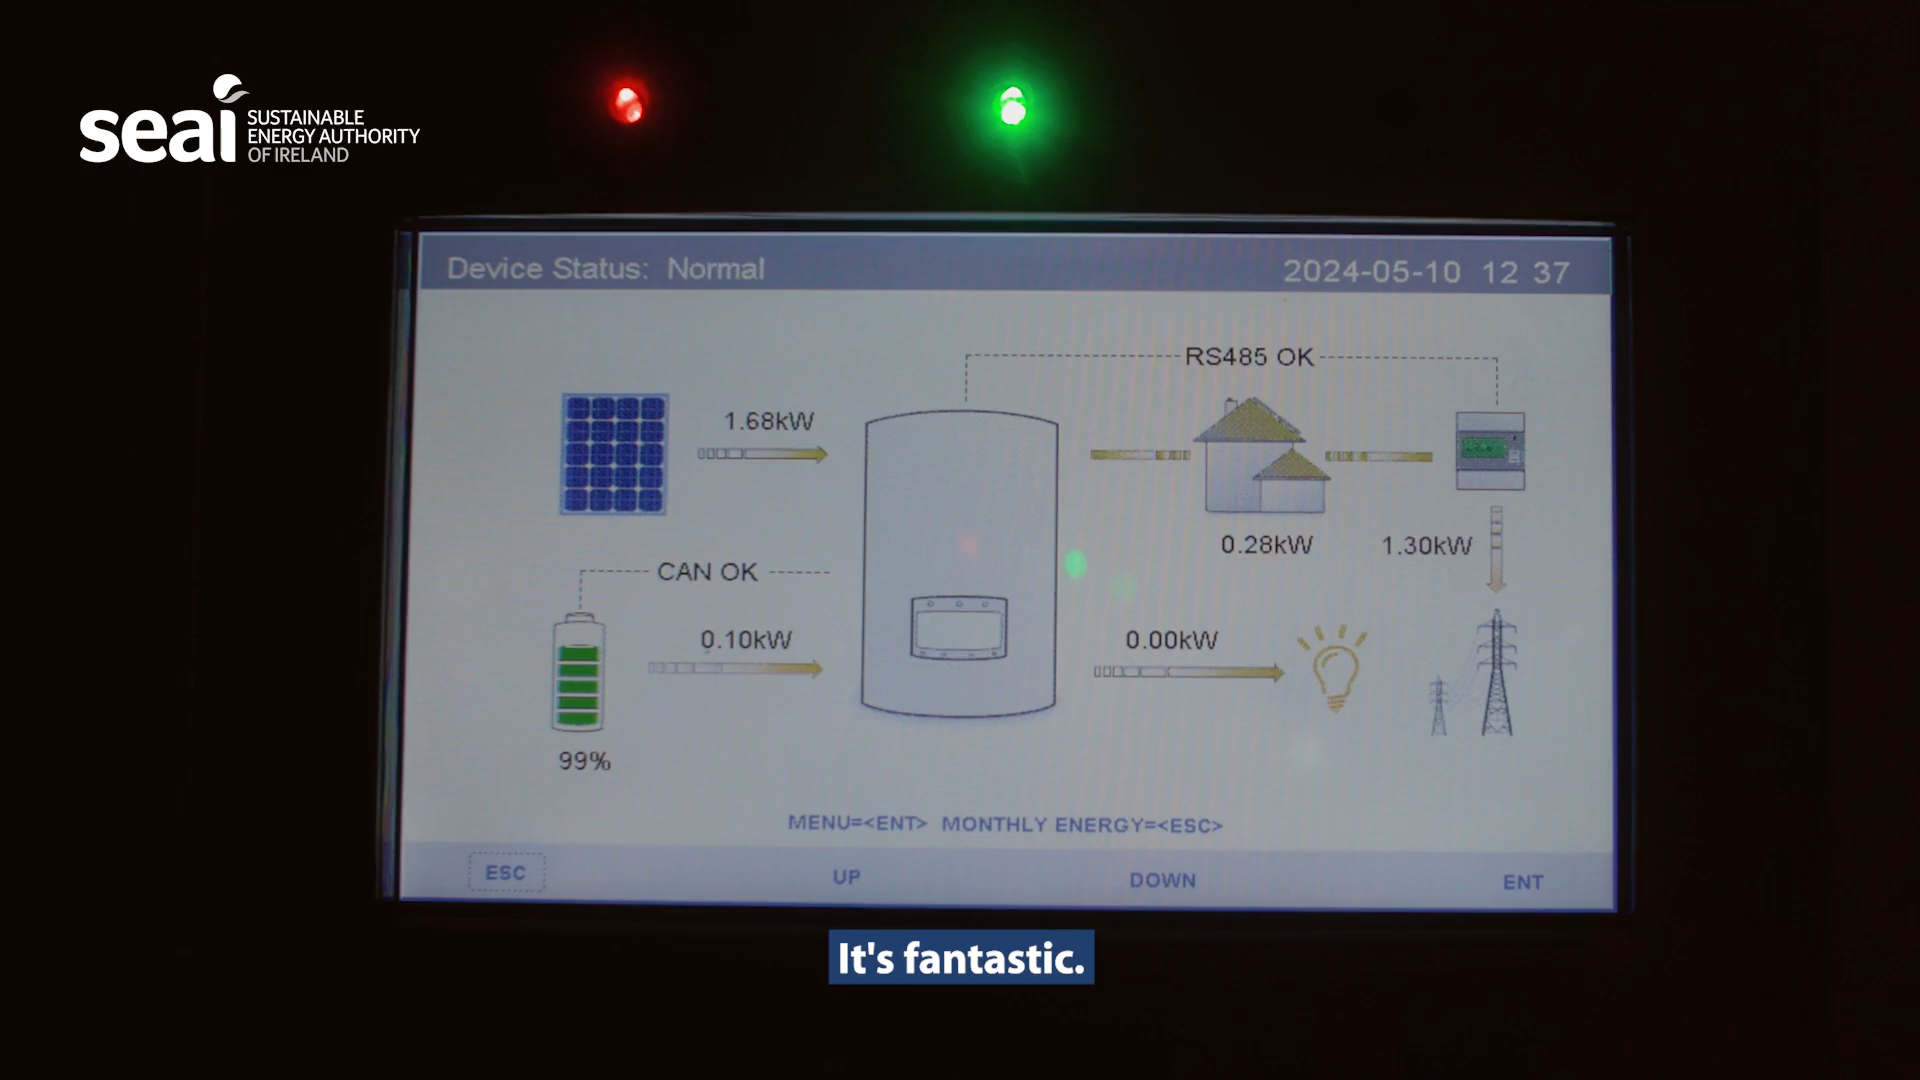 seai
SUSTAINABLE
ENERGY AUTHORITY
OF IRELAND
Device Status: Normal
2024-05-10 12 37
RS485 OK
1.68kW
0.28kW
1.30kW
CAN OK
0.10kW
0.00kW
99%
MENU=<ENT> MONTHLY ENERGY=<ESC>
ESC
UP
DOWN
ENT
It's fantastic.